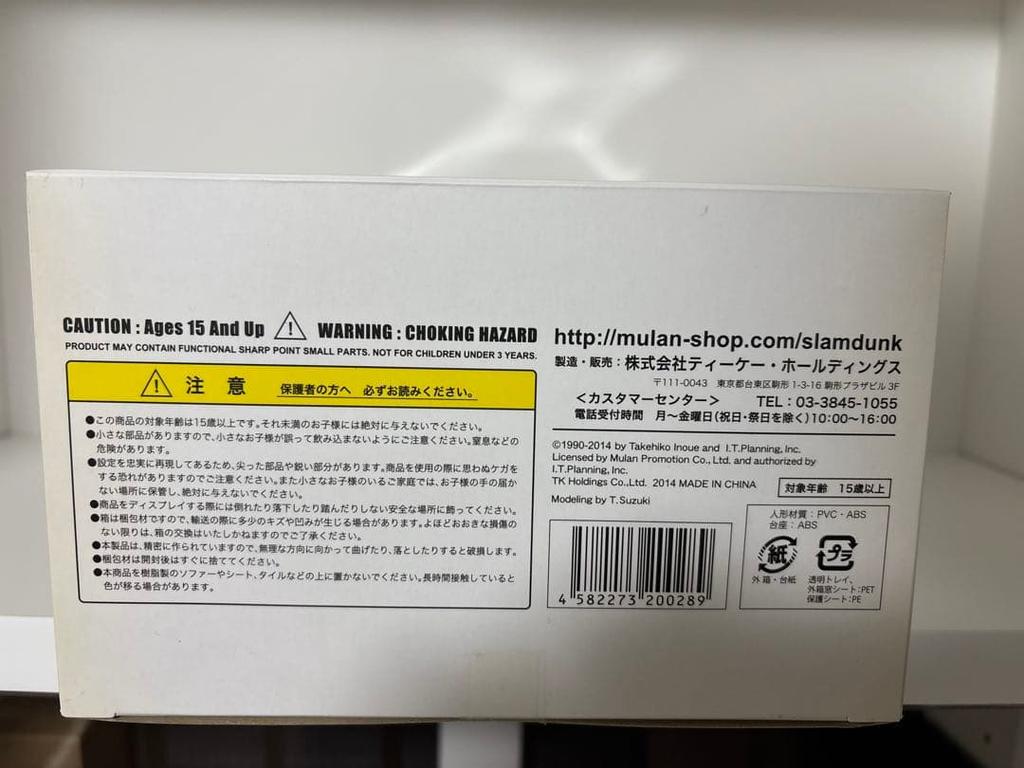 CAUTION : Ages 15 And Up ⚠ WARNING : CHOKING HAZARD
PRODUCT MAY CONTAIN FUNCTIONAL SHARP POINT SMALL PARTS. NOT FOR CHILDREN UNDER 3 YEARS.
注 意 保護者の方へ 必ずお読みください。
●この商品の対象年齢は15歳以上です。それ未満のお子様には絶対に与えないでください。
●小さな部品がありますので、小さなお子様が誤って飲み込まないようにご注意ください。窒息などの
危険があります。
●設定を忠実に再現してあるため、尖った部品や鋭い部分があります。商品を使用の際に思わぬケガを
する恐れがありますのでご注意ください。また小さなお子様のいるご家庭では、お子様の手の届か
ない場所に保管し、絶対に与えないでください。
●商品をディスプレイする際には倒れたり落下したり踏んだりしない安全な場所に飾ってください。
●箱は梱包材ですので、輸送の際に多少のキズや凹みが生じる場合があります。よほどおおきな損傷の
ない限りは、箱の交換はいたしかねますのでご了承ください。
●本製品は、精密に作られていますので、無理な方向に向かって曲げたり、落としたりすると破損します。
●梱包材は開封後はすぐに捨ててください。
●本商品を樹脂製のソファーやシート、タイルなどの上に置かないでください。長時間接触していると
色が移る場合があります。
http://mulan-shop.com/slamdunk
製造・販売：株式会社ティーケー・ホールディングス
〒111-0043 東京都台東区駒形 1-3-16 駒形プラザビル 3F
＜カスタマーセンター＞ TEL：03-3845-1055
電話受付時間 月〜金曜日(祝日・祭日を除く)10:00〜16:00
©1990-2014 by Takehiko Inoue and I.T.Planning, Inc.
Licensed by Mulan Promotion Co., Ltd. and authorized by
I.T.Planning, Inc.
TK Holdings Co.,Ltd. 2014 MADE IN CHINA
Modeling by T.Suzuki
対象年齢 15歳以上
4 582273 200289
人形材質：PVC・ABS
台座：ABS
紙
外箱・台紙
プラ
透明トレイ、
外箱窓シート:PET
保護シート:PE